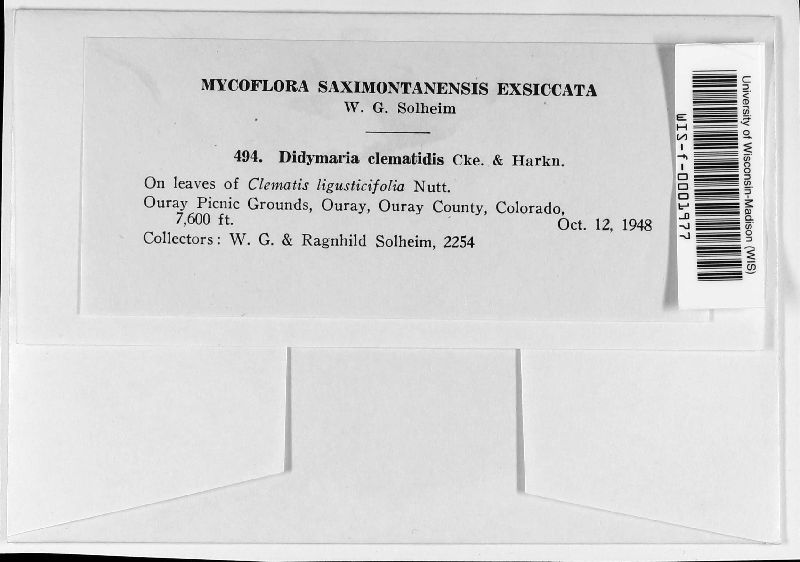 MYCOFLORA SAXIMONTANENSIS EXSICCATA
W. G. Solheim
494. Didymaria clematidis Cke. & Harkn.
On leaves of Clematis ligusticifolia Nutt.
Ouray Picnic Grounds, Ouray, Ouray County, Colorado,
7,600 ft. Oct. 12, 1948
Collectors: W. G. & Ragnhild Solheim, 2254
University of Wisconsin-Madison (WIS)
WIS-f-0001977